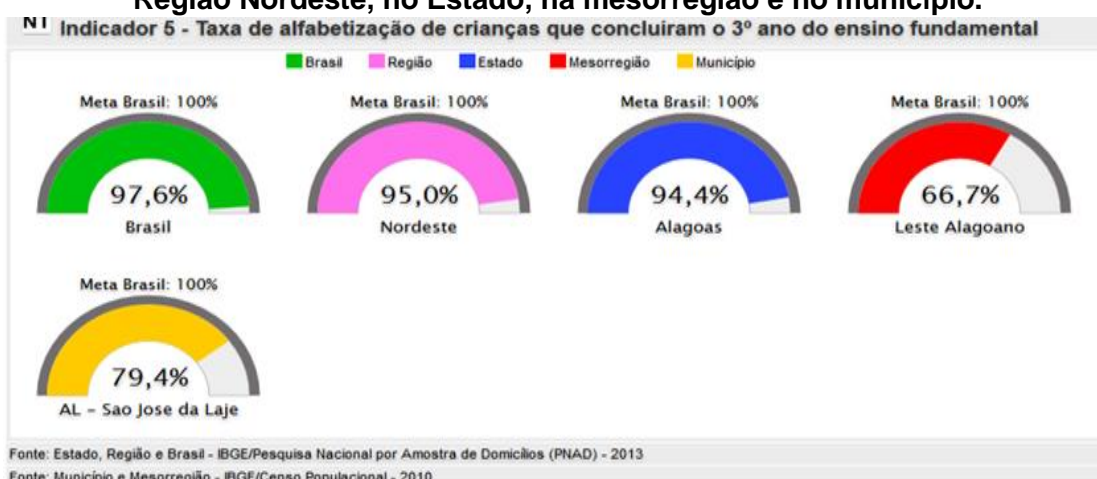 Região Nordeste, no Estado, na mesorregião e no município.
N1 Indicador 5 - Taxa de alfabetização de crianças que concluíram o 3º ano do ensino fundamental
Brasil Região Estado Mesorregião Município
Meta Brasil: 100% Meta Brasil: 100% Meta Brasil: 100% Meta Brasil: 100%
97,6% 95,0% 94,4% 66,7%
Brasil Nordeste Alagoas Leste Alagoano
Meta Brasil: 100%
79,4%
AL - Sao Jose da Laje
Fonte: Estado, Região e Brasil - IBGE/Pesquisa Nacional por Amostra de Domicílios (PNAD) - 2013
Fonte: Município e Mesorregião - IBGE/Censo Populacional - 2010